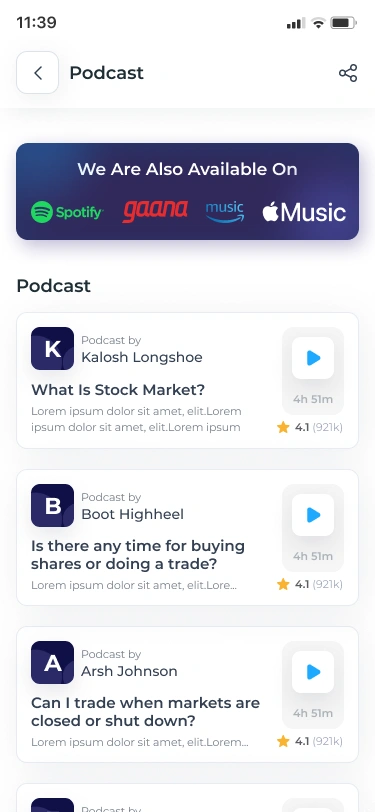 11:39
Podcast
We Are Also Available On
Spotify
gaana
music
Music
Podcast
K
Podcast by
Kalosh Longshoe
What Is Stock Market?
Lorem ipsum dolor sit amet, elit.Lorem
ipsum dolor sit amet, elit.Lorem ipsum
4h 51m
4.1 (921k)
B
Podcast by
Boot Highheel
Is there any time for buying
shares or doing a trade?
Lorem ipsum dolor sit amet, elit.Lore...
4h 51m
4.1 (921k)
A
Podcast by
Arsh Johnson
Can I trade when markets are
closed or shut down?
Lorem ipsum dolor sit amet, elit.Lorem...
4h 51m
4.1 (921k)
Podcast by